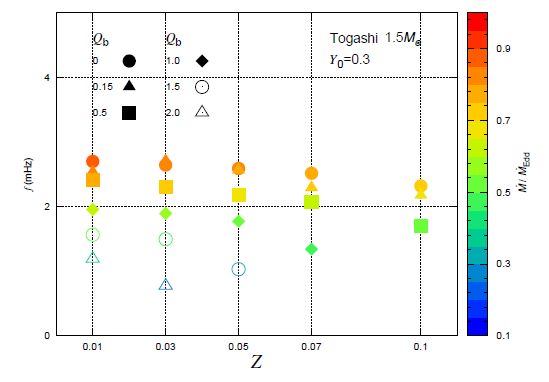 Q_b Q_b Togashi 1.5M_⊙
0 1.0 Y_0=0.3
0.15 1.5
0.5 2.0
4
2
0
f (mHz)
0.01 0.03 0.05 0.07 0.1
Z
0.9
0.7
0.5
0.3
0.1
Ṁ / Ṁ_Edd